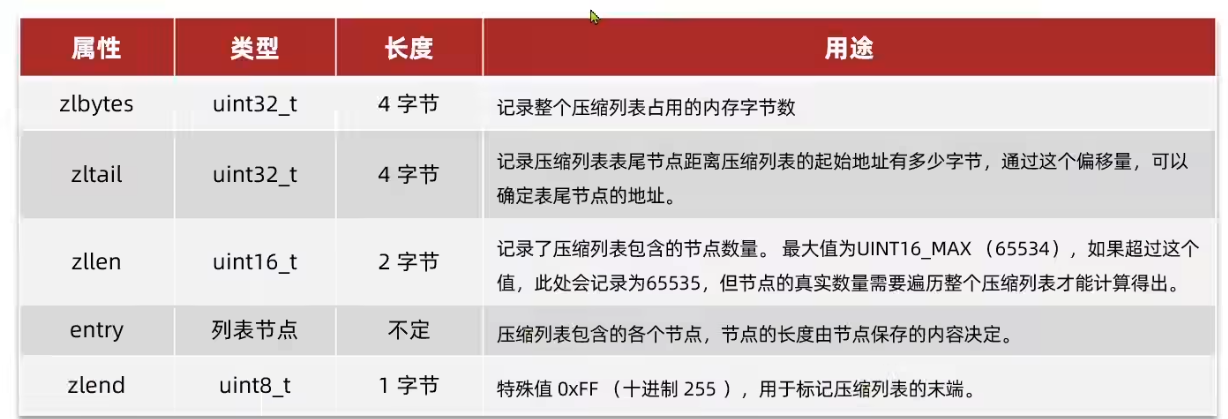 属性 类型 长度 用途
zlbytes uint32_t 4 字节 记录整个压缩列表占用的内存字节数
zltail uint32_t 4 字节 记录压缩列表表尾节点距离压缩列表的起始地址有多少字节，通过这个偏移量，可以
确定表尾节点的地址。
zllen uint16_t 2 字节 记录了压缩列表包含的节点数量。 最大值为UINT16_MAX （65534），如果超过这个
值，此处会记录为65535，但节点的真实数量需要遍历整个压缩列表才能计算得出。
entry 列表节点 不定 压缩列表包含的各个节点，节点的长度由节点保存的内容决定。
zlend uint8_t 1 字节 特殊值 0xFF （十进制 255 ），用于标记压缩列表的末端。